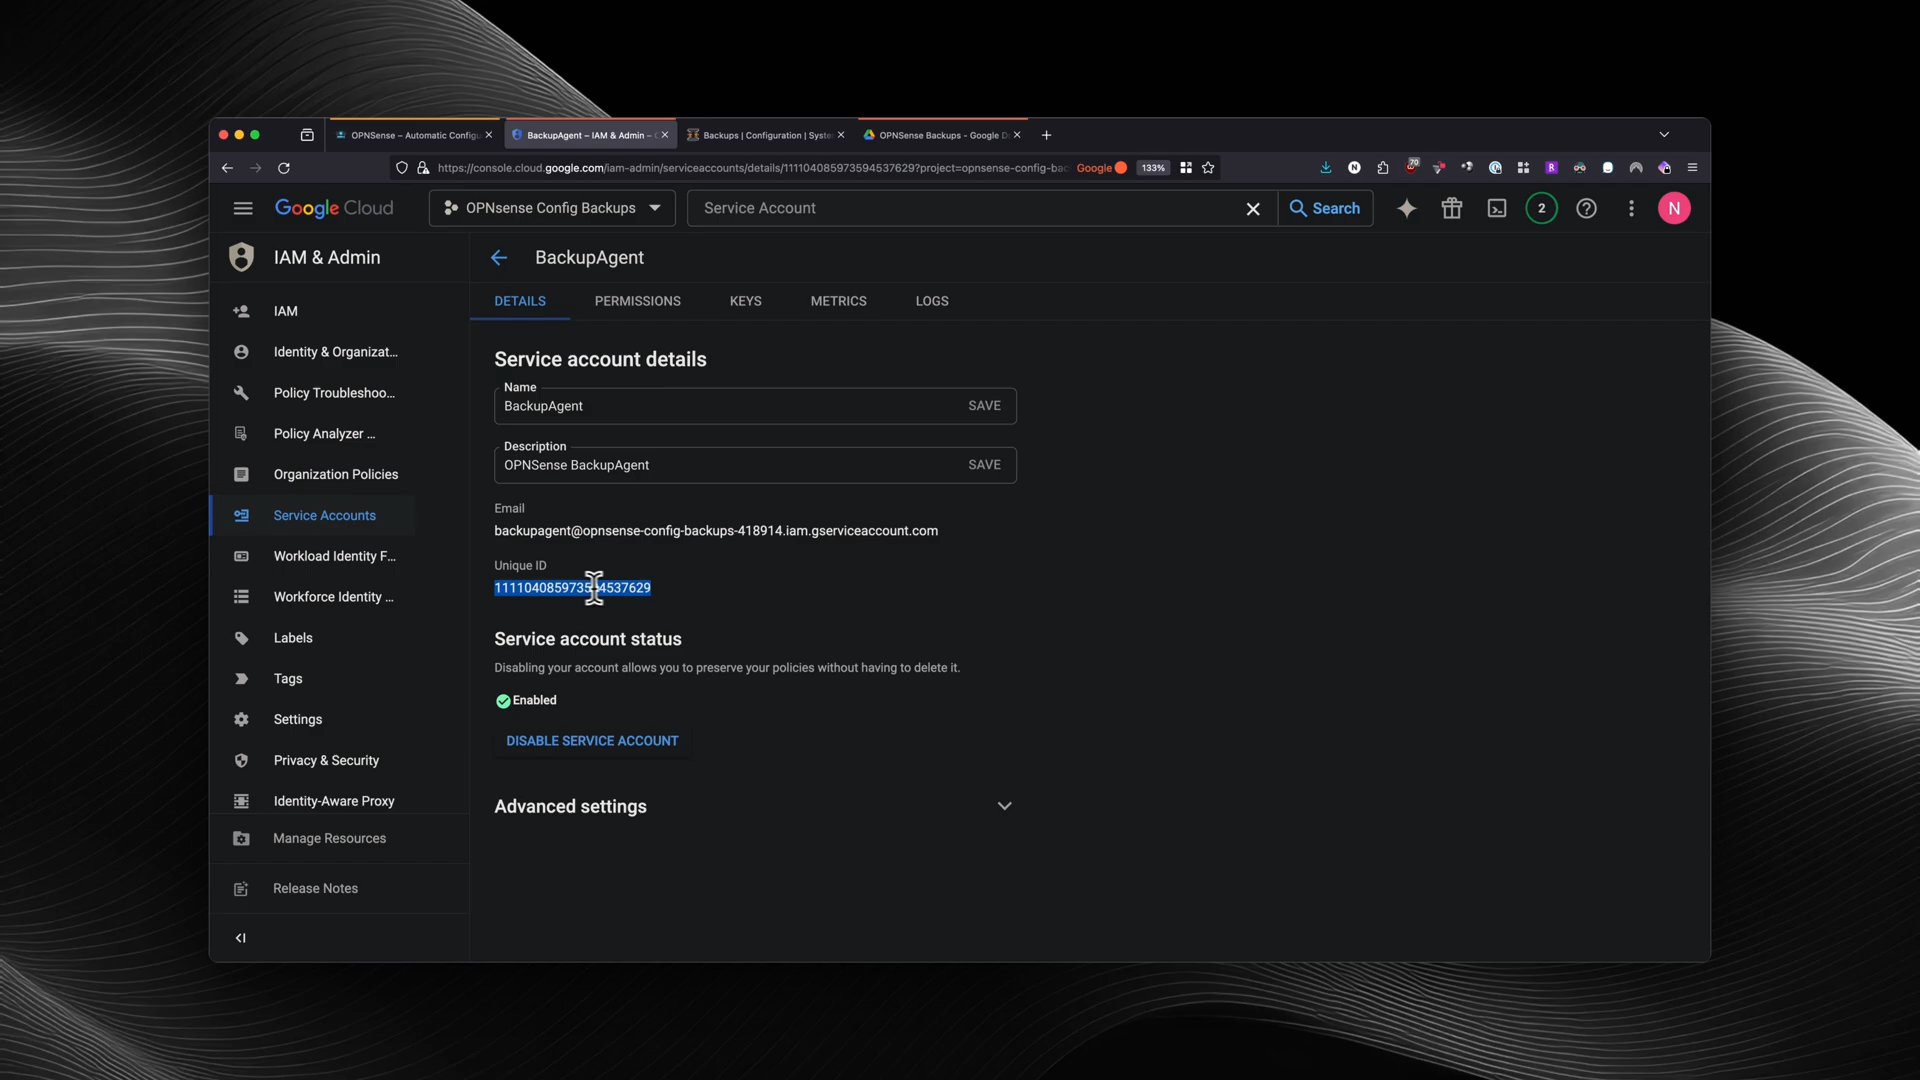 OPNSense – Automatic Configu
BackupAgent – IAM & Admin –
Backups | Configuration | Syste
OPNSense Backups - Google D
https://console.cloud.google.com/iam-admin/serviceaccounts/details/111104085973594537629?project=opnsense-config-bac
Google
133%
70
Google Cloud
OPNsense Config Backups
Service Account
Search
2
N
IAM & Admin
BackupAgent
DETAILS
PERMISSIONS
KEYS
METRICS
LOGS
IAM
Identity & Organizat...
Policy Troubleshoo...
Policy Analyzer ...
Organization Policies
Service Accounts
Workload Identity F...
Workforce Identity ...
Labels
Tags
Settings
Privacy & Security
Identity-Aware Proxy
Manage Resources
Release Notes
Service account details
Name
BackupAgent
SAVE
Description
OPNSense BackupAgent
SAVE
Email
backupagent@opnsense-config-backups-418914.iam.gserviceaccount.com
Unique ID
111104085973594537629
Service account status
Disabling your account allows you to preserve your policies without having to delete it.
Enabled
DISABLE SERVICE ACCOUNT
Advanced settings